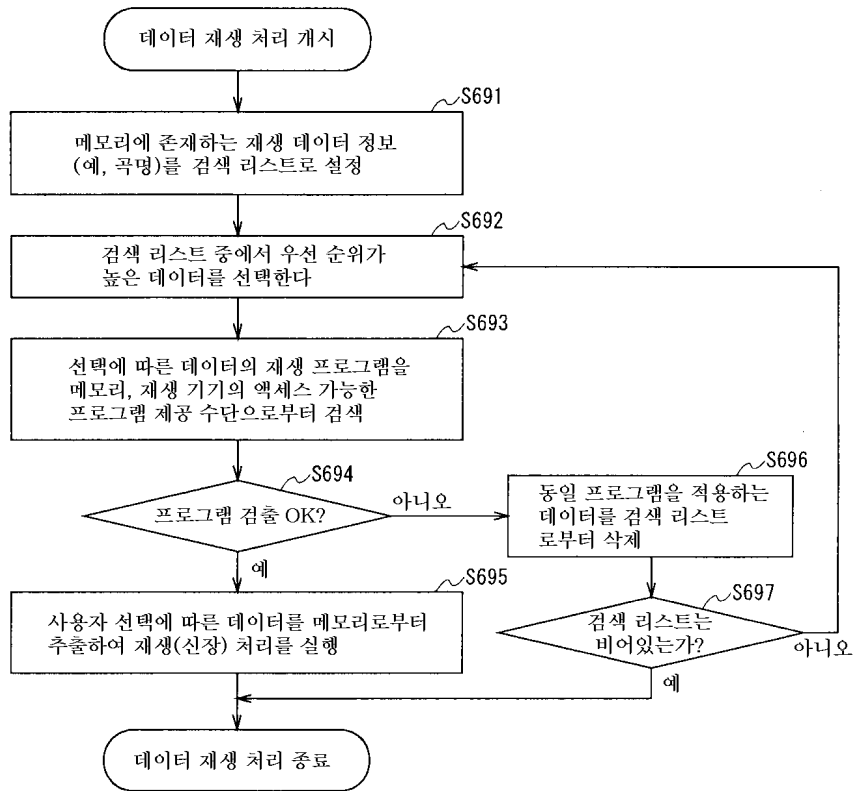 데이터 재생 처리 개시
S691
메모리에 존재하는 재생 데이터 정보
(예, 곡명)를 검색 리스트로 설정
S692
검색 리스트 중에서 우선 순위가
높은 데이터를 선택한다
S693
선택에 따른 데이터의 재생 프로그램을
메모리, 재생 기기의 액세스 가능한
프로그램 제공 수단으로부터 검색
S694
프로그램 검출 OK?
아니오
예
S696
동일 프로그램을 적용하는
데이터를 검색 리스트
로부터 삭제
S695
사용자 선택에 따른 데이터를 메모리로부터
추출하여 재생(신장) 처리를 실행
S697
검색 리스트는
비어있는가?
아니오
예
데이터 재생 처리 종료